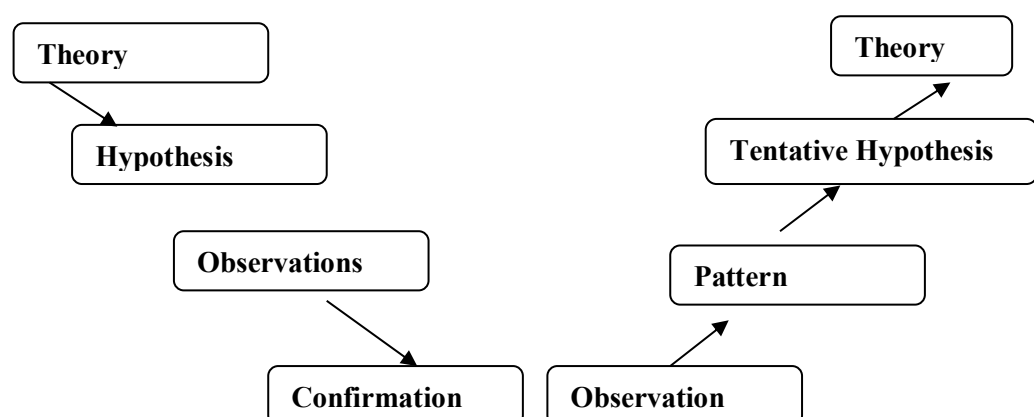 Theory
Hypothesis
Observations
Confirmation
Theory
Tentative Hypothesis
Pattern
Observation